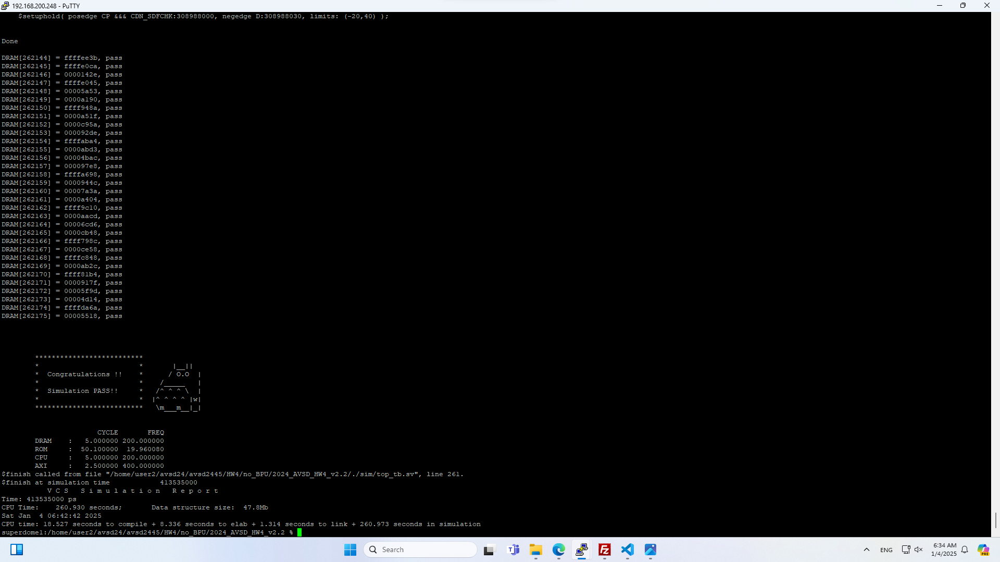 192.168.200.248 - PuTTY
$setuphold( posedge CP &&& CDN_SDFCHK:308988000, negedge D:308988030, limits: (-20,40) );
Done
DRAM[262144] = ffffee3b, pass
DRAM[262145] = ffffe0ca, pass
DRAM[262146] = 0000142e, pass
DRAM[262147] = ffffe045, pass
DRAM[262148] = 00005a53, pass
DRAM[262149] = 0000a190, pass
DRAM[262150] = ffff948a, pass
DRAM[262151] = 0000a51f, pass
DRAM[262152] = 0000c95a, pass
DRAM[262153] = 000092de, pass
DRAM[262154] = ffffaba4, pass
DRAM[262155] = 0000abd3, pass
DRAM[262156] = 00004bac, pass
DRAM[262157] = 000097e8, pass
DRAM[262158] = ffffa698, pass
DRAM[262159] = 0000944c, pass
DRAM[262160] = 00007a3a, pass
DRAM[262161] = 0000a404, pass
DRAM[262162] = ffff9c10, pass
DRAM[262163] = 0000aacd, pass
DRAM[262164] = 00006cd6, pass
DRAM[262165] = 0000cb48, pass
DRAM[262166] = ffff798c, pass
DRAM[262167] = 0000ce58, pass
DRAM[262168] = ffffc848, pass
DRAM[262169] = 0000ab2c, pass
DRAM[262170] = ffff81b4, pass
DRAM[262171] = 0000917f, pass
DRAM[262172] = 00005f9d, pass
DRAM[262173] = 00004d14, pass
DRAM[262174] = ffffda6a, pass
DRAM[262175] = 00005518, pass
**************************
*                        *       |__||
*  Congratulations !!    *      / O.O  |
*                        *    /_____   |
*  Simulation PASS!!     *   /^ ^ ^ \  |
*                        *  |^ ^ ^ ^ |w|
**************************   \m___m__|_|
CYCLE       FREQ
DRAM    :   5.000000 200.000000
ROM     :  50.100000  19.960080
CPU     :   5.000000 200.000000
AXI     :   2.500000 400.000000
$finish called from file "/home/user2/avsd24/avsd2445/HW4/no_BPU/2024_AVSD_HW4_v2.2/./sim/top_tb.sv", line 261.
$finish at simulation time            413535000
V C S   S i m u l a t i o n   R e p o r t
Time: 413535000 ps
CPU Time:    260.930 seconds;       Data structure size:  47.8Mb
Sat Jan  4 06:42:42 2025
CPU time: 18.527 seconds to compile + 8.336 seconds to elab + 1.314 seconds to link + 260.973 seconds in simulation
superdome1:/home/user2/avsd24/avsd2445/HW4/no_BPU/2024_AVSD_HW4_v2.2 %
Search
ENG
6:34 AM
1/4/2025
PRE